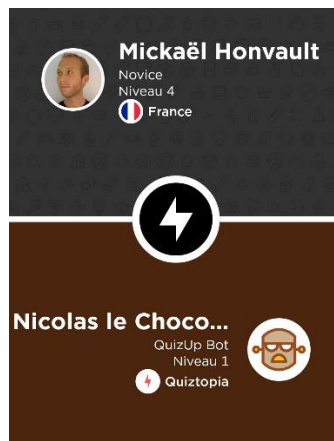 Mickaël Honvault
Novice
Niveau 4
France
Nicolas le Choco...
QuizUp Bot
Niveau 1
Quiztopia